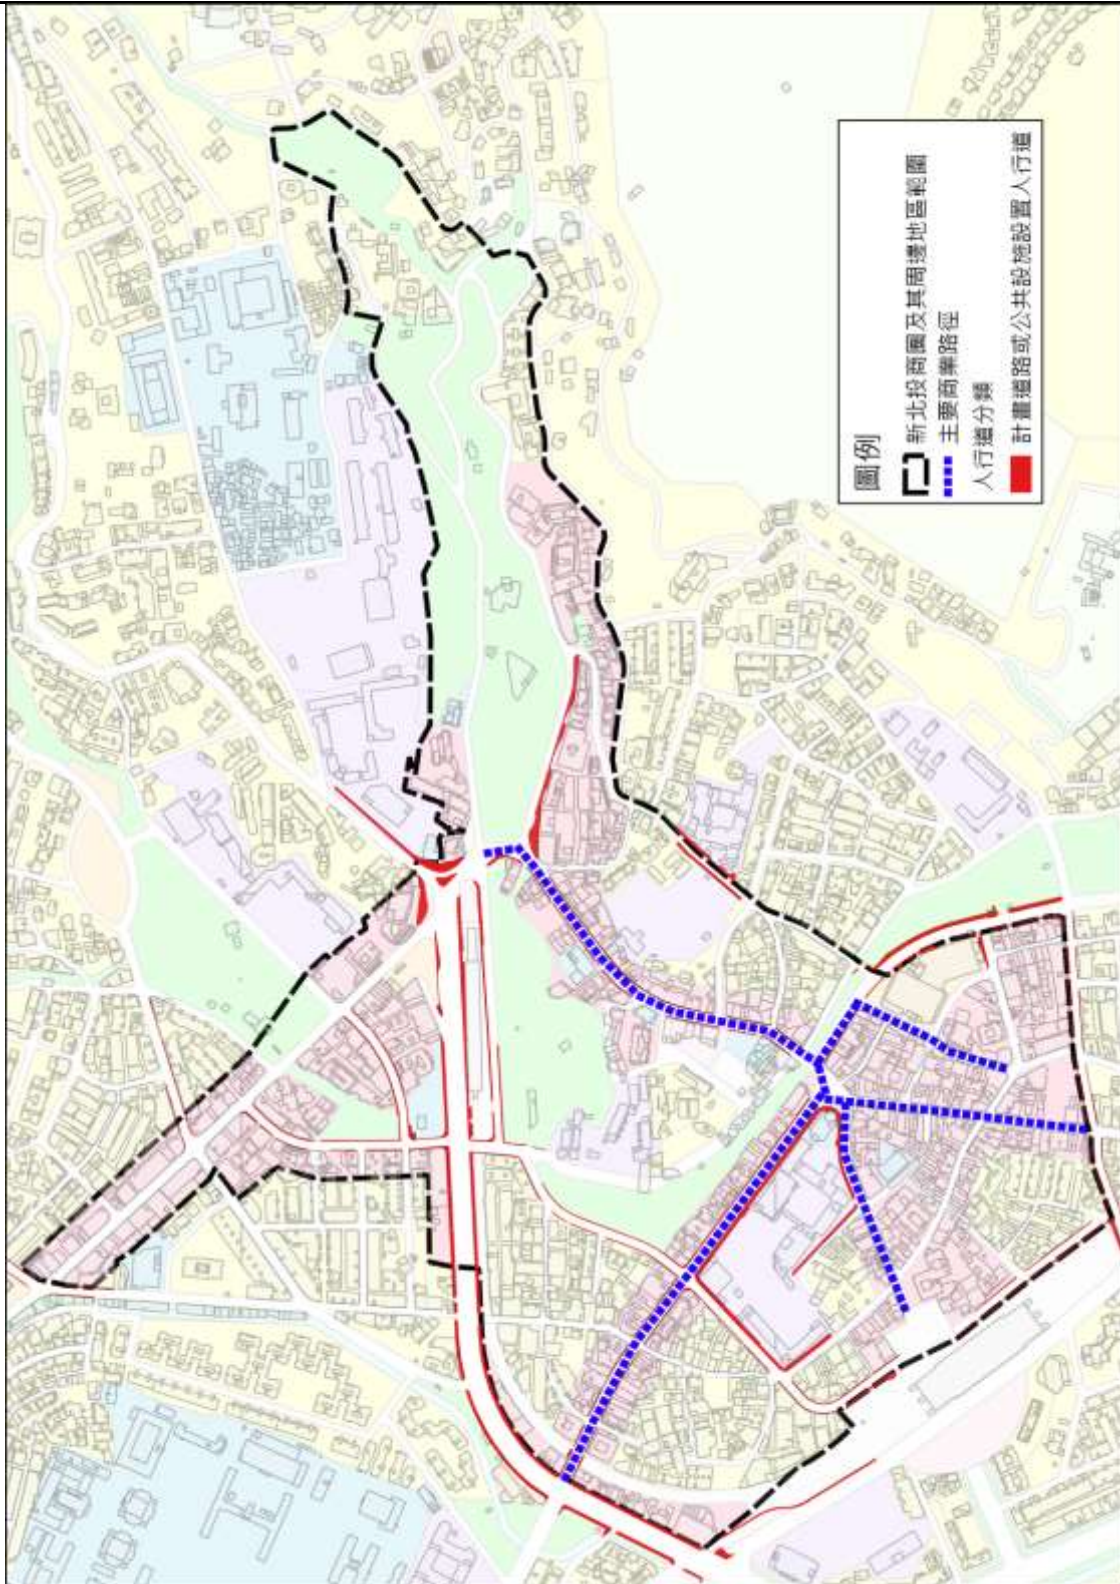 圖例
新北投商圈及其周邊地區範圍
主要商業路徑
人行道分類
計畫道路或公共設施設置人行道